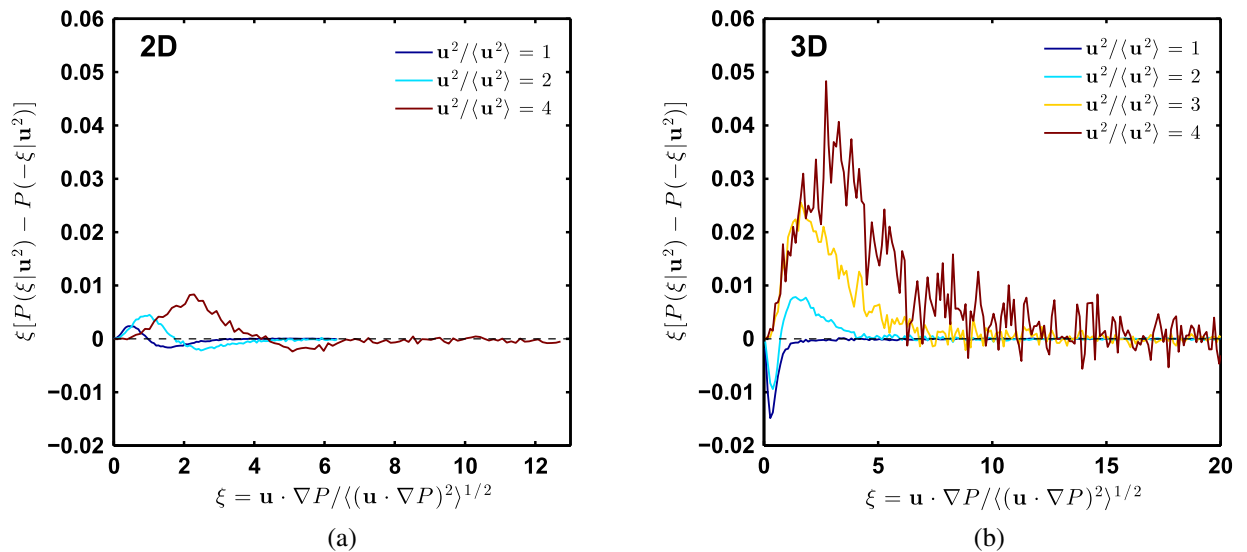 2D
u²/⟨u²⟩ = 1
u²/⟨u²⟩ = 2
u²/⟨u²⟩ = 4
ξ[P(ξ|u²) − P(−ξ|u²)]
0.06
0.05
0.04
0.03
0.02
0.01
0
−0.01
−0.02
0 2 4 6 8 10 12
ξ = u · ∇P/⟨(u · ∇P)²⟩^{1/2}
(a)
3D
u²/⟨u²⟩ = 1
u²/⟨u²⟩ = 2
u²/⟨u²⟩ = 3
u²/⟨u²⟩ = 4
ξ[P(ξ|u²) − P(−ξ|u²)]
0.06
0.05
0.04
0.03
0.02
0.01
0
−0.01
−0.02
0 5 10 15 20
ξ = u · ∇P/⟨(u · ∇P)²⟩^{1/2}
(b)